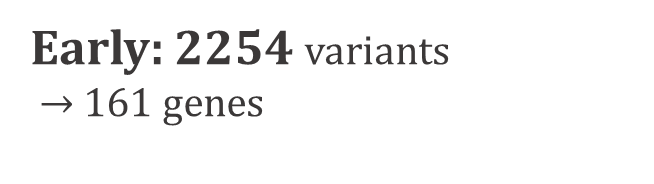 Early: 2254 variants
→ 161 genes